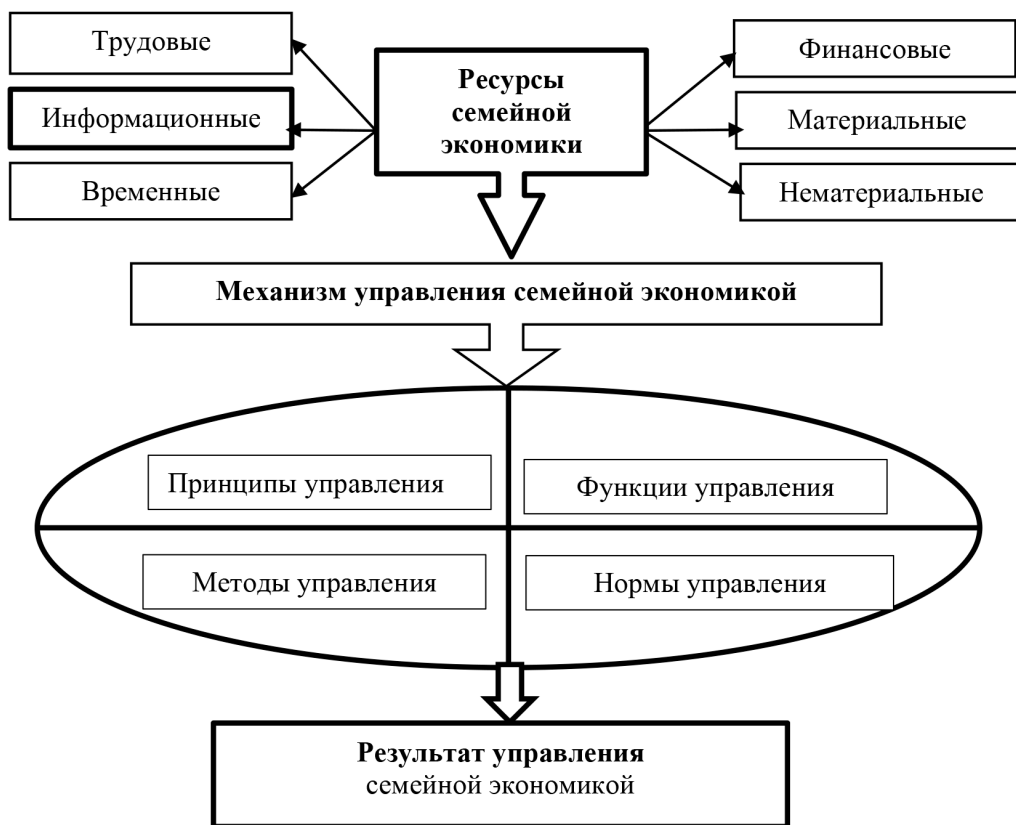 Трудовые
Информационные
Временные
Ресурсы
семейной
экономики
Финансовые
Материальные
Нематериальные
Механизм управления семейной экономикой
Принципы управления
Функции управления
Методы управления
Нормы управления
Результат управления
семейной экономикой